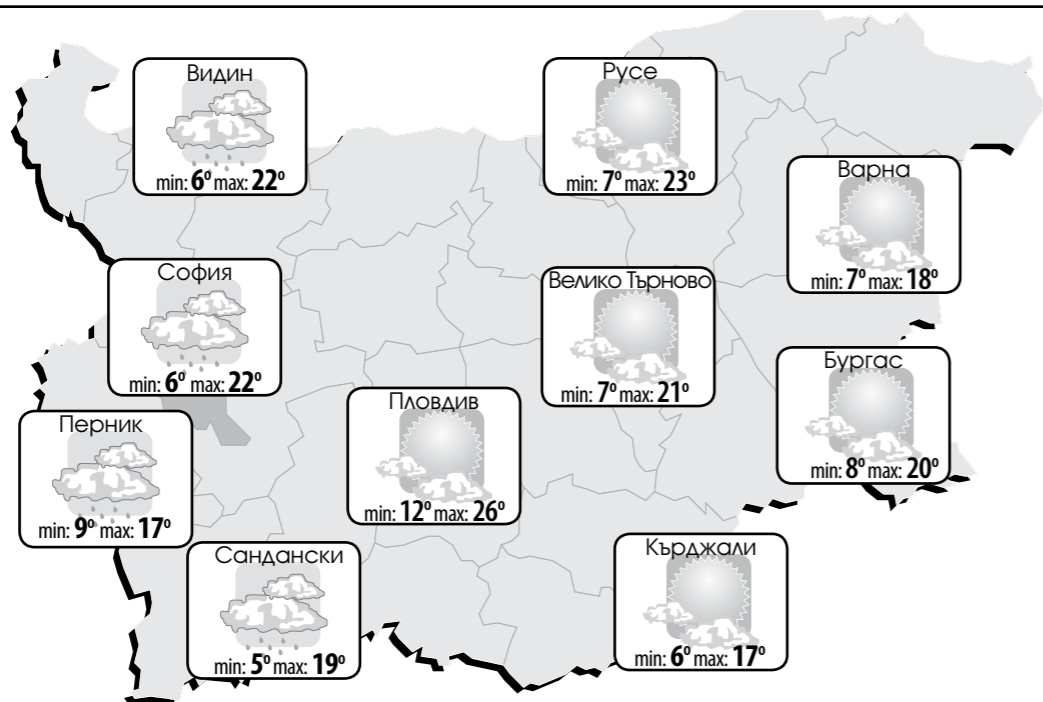 Видин
min: 6° max: 22°
Русе
min: 7° max: 23°
Варна
min: 7° max: 18°
София
min: 6° max: 22°
Велико Търново
min: 7° max: 21°
Бургас
min: 8° max: 20°
Пловдив
min: 12° max: 26°
Перник
min: 9° max: 17°
Сандански
min: 5° max: 19°
Кърджали
min: 6° max: 17°